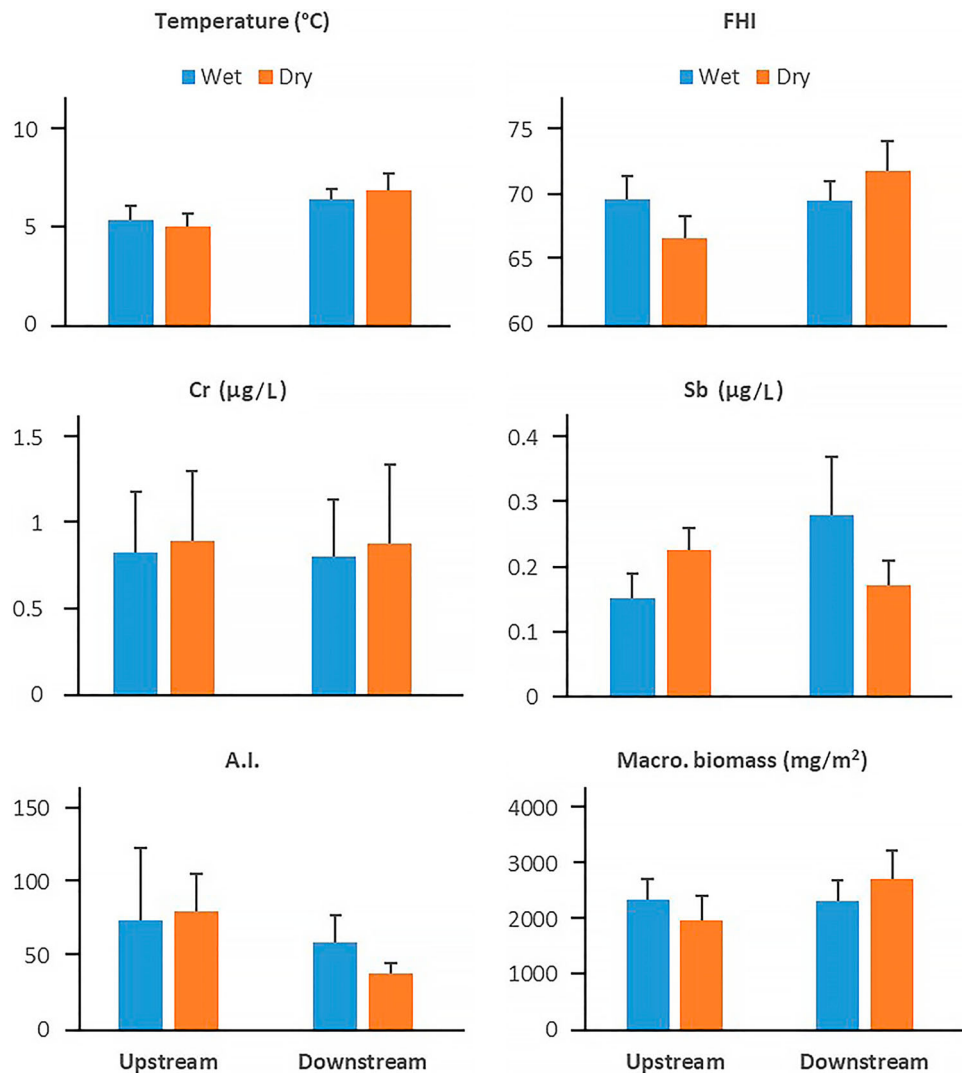 Temperature (°C)
Wet Dry
10
5
0
FHI
Wet Dry
75
70
65
60
Cr (µg/L)
1.5
1
0.5
0
Sb (µg/L)
0.4
0.3
0.2
0.1
0
A.I.
150
100
50
0
Upstream Downstream
Macro. biomass (mg/m²)
4000
3000
2000
1000
0
Upstream Downstream